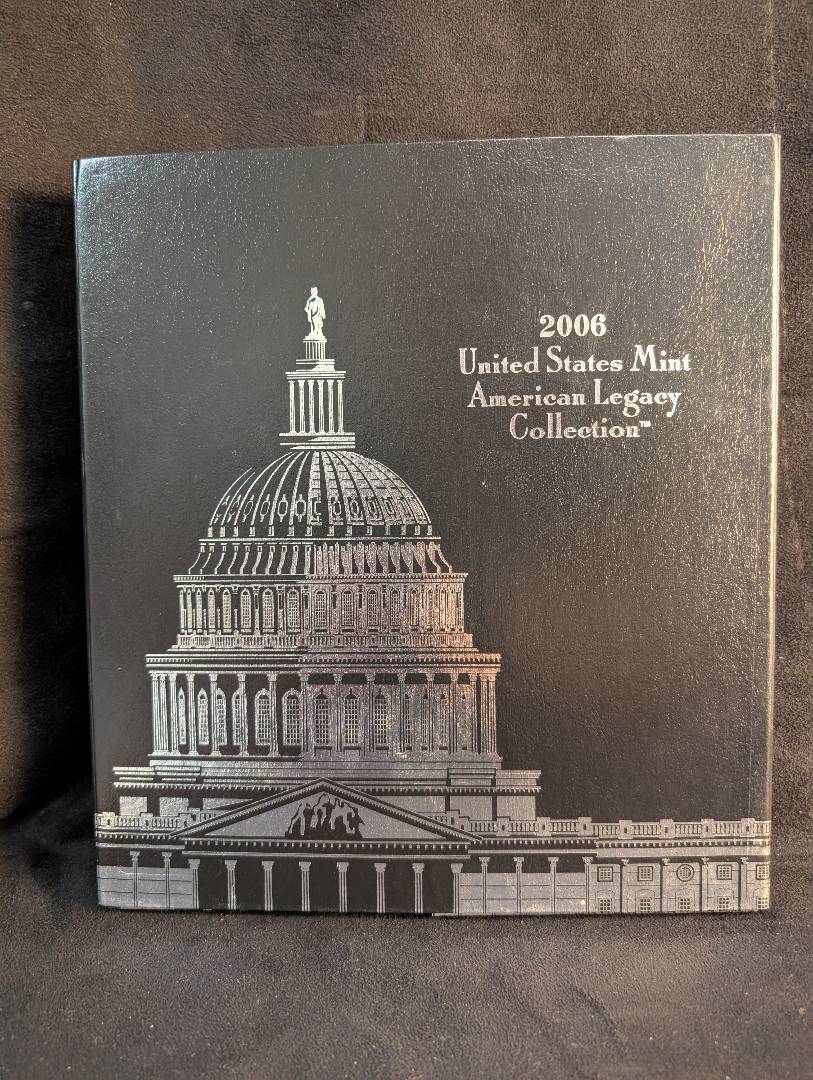 2006
United States Mint
American Legacy
Collection™